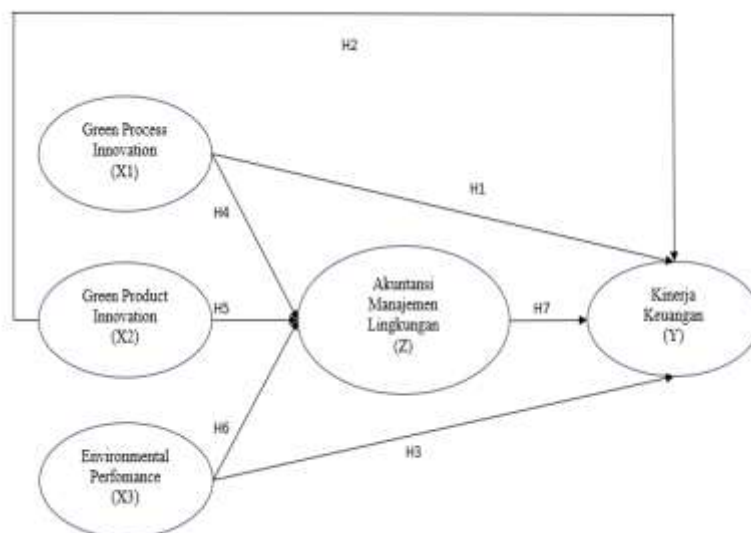 H2
Green Process
Innovation
(X1)
H1
H4
Akuntansi
Manajemen
Lingkungan
(Z)
Green Product
Innovation
(X2)
H5
H7
Kinerja
Keuangan
(Y)
H6
H3
Environmental
Perfomance
(X3)